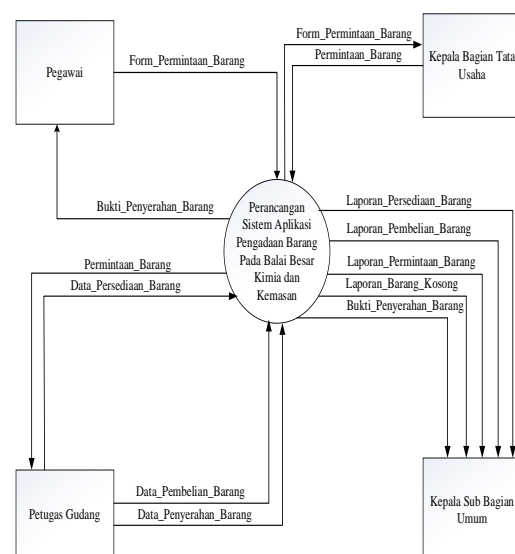 Pegawai
Form_Permintaan_Barang
Form_Permintaan_Barang
Permintaan_Barang
Kepala Bagian Tata
Usaha
Bukti_Penyerahan_Barang
Perancangan
Sistem Aplikasi
Pengadaan Barang
Pada Balai Besar
Kimia dan
Kemasan
Laporan_Persediaan_Barang
Laporan_Pembelian_Barang
Laporan_Permintaan_Barang
Laporan_Barang_Kosong
Bukti_Penyerahan_Barang
Permintaan_Barang
Data_Persediaan_Barang
Petugas Gudang
Data_Pembelian_Barang
Data_Penyerahan_Barang
Kepala Sub Bagian
Umum